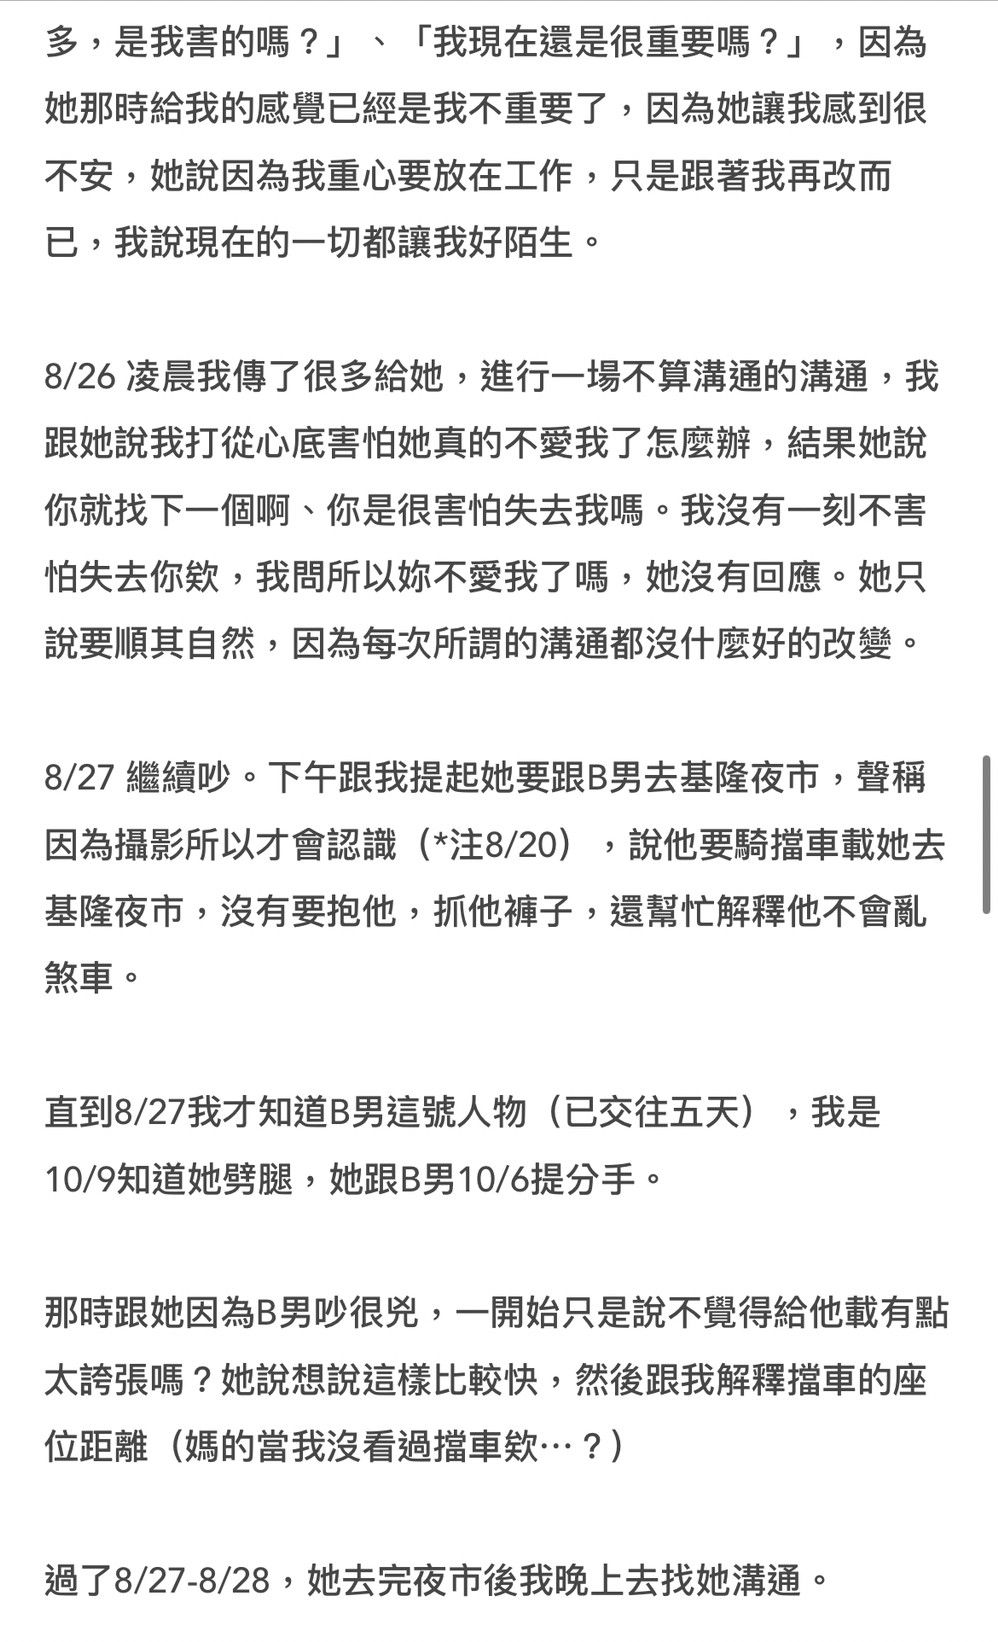 多，是我害的嗎？」、「我現在還是很重要嗎？」，因為
她那時給我的感覺已經是我不重要了，因為她讓我感到很
不安，她說因為我重心要放在工作，只是跟著我再改而
已，我說現在的一切都讓我好陌生。
8/26 凌晨我傳了很多給她，進行一場不算溝通的溝通，我
跟她說我打從心底害怕她真的不愛我了怎麼辦，結果她說
你就找下一個啊、你是很害怕失去我嗎。我沒有一刻不害
怕失去你欸，我問所以妳不愛我了嗎，她沒有回應。她只
說要順其自然，因為每次所謂的溝通都沒什麼好的改變。
8/27 繼續吵。下午跟我提起她要跟B男去基隆夜市，聲稱
因為攝影所以才會認識（*注8/20），說他要騎擋車載她去
基隆夜市，沒有要抱他，抓他褲子，還幫忙解釋他不會亂
煞車。
直到8/27我才知道B男這號人物（已交往五天），我是
10/9知道她劈腿，她跟B男10/6提分手。
那時跟她因為B男吵很兇，一開始只是說不覺得給他載有點
太誇張嗎？她說想說這樣比較快，然後跟我解釋擋車的座
位距離（媽的當我沒看過擋車欸⋯？）
過了8/27-8/28，她去完夜市後我晚上去找她溝通。